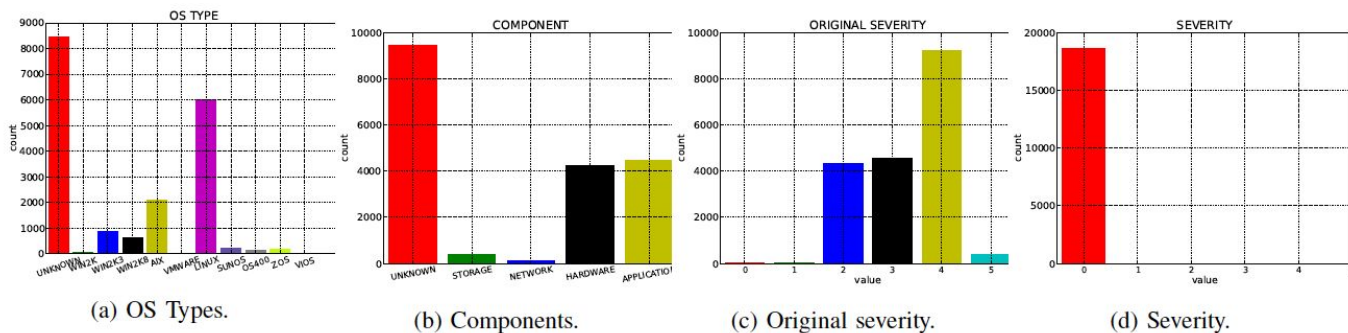 OS TYPE
9000
8000
7000
6000
5000
4000
3000
2000
1000
0
count
UNKNOWN
WIN2K
WIN2K3
WIN2K8
AIX
VMWARE
LINUX
SUNOS
OS400
ZOS
VIOS
(a) OS Types.
COMPONENT
10000
8000
6000
4000
2000
0
count
UNKNOWN
STORAGE
NETWORK
HARDWARE
APPLICATION
(b) Components.
ORIGINAL SEVERITY
10000
8000
6000
4000
2000
0
count
0 1 2 3 4 5
value
(c) Original severity.
SEVERITY
20000
15000
10000
5000
0
count
0 1 2 3 4
value
(d) Severity.